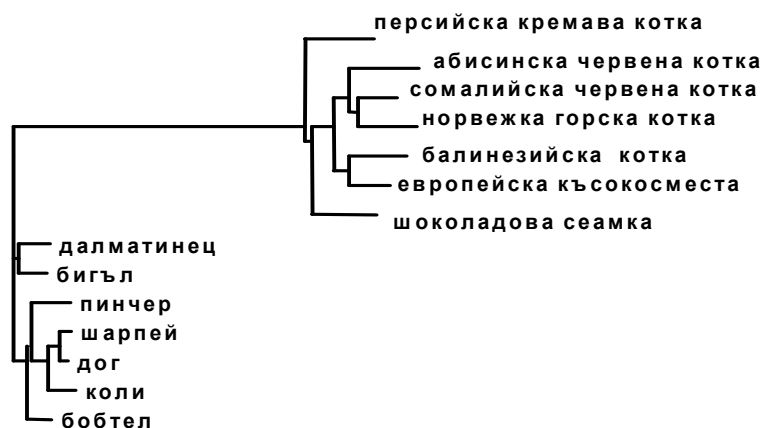 персийска кремава котка
абисинска червена котка
сомалийска червена котка
норвежка горска котка
балинезийска котка
европейска късокосместа
шоколадова сеамка
далматинец
бигъл
пинчер
шарпей
дог
коли
бобтел